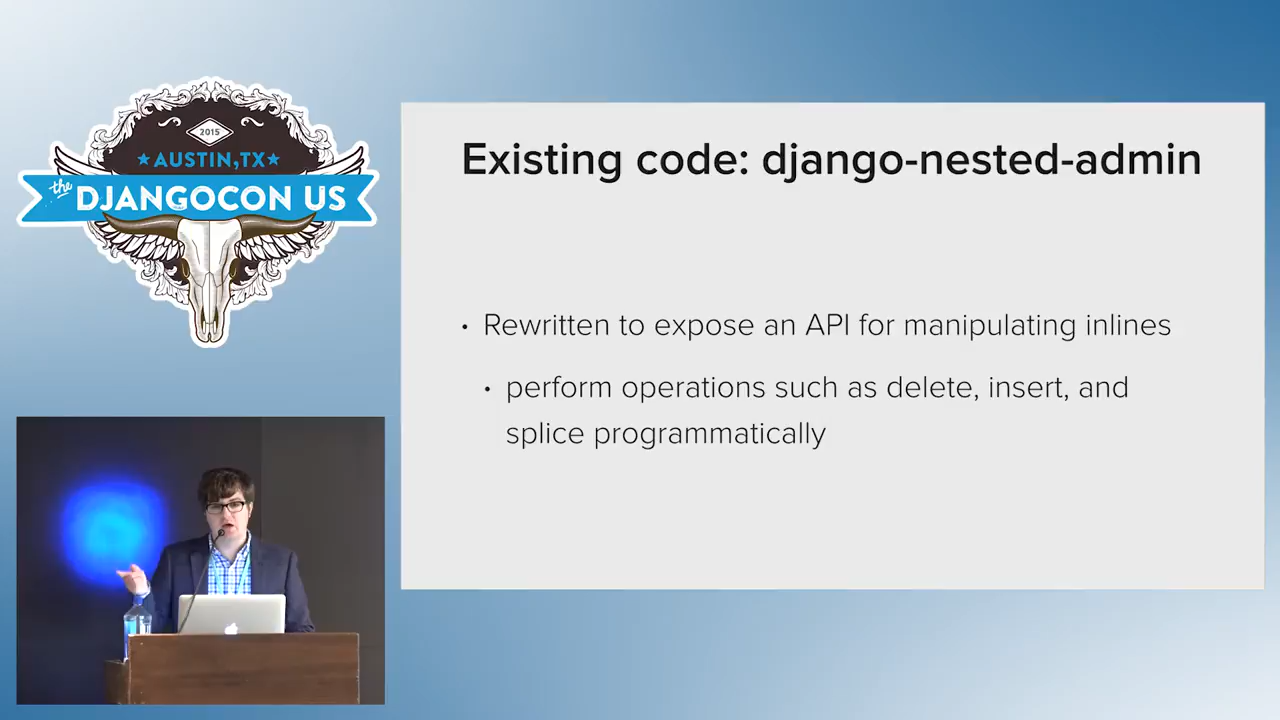 2015
AUSTIN, TX
the DJANGOCON US
Existing code: django-nested-admin
• Rewritten to expose an API for manipulating inlines
• perform operations such as delete, insert, and
splice programmatically